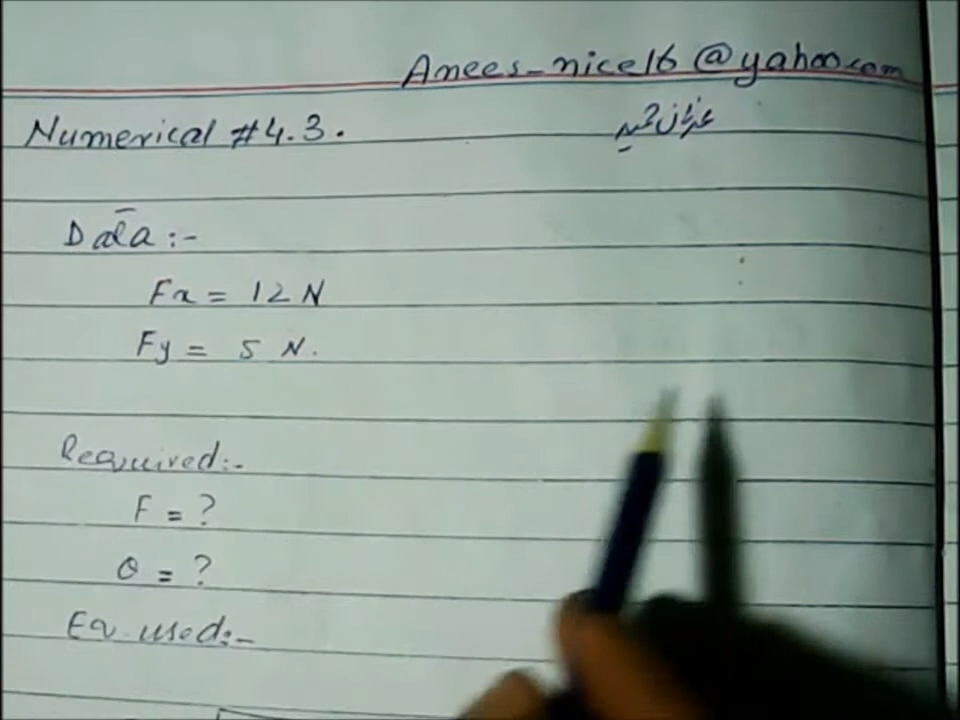 Anees_nice16@yahoo.com
Numerical #4.3.
Data :-
Fx = 12 N
Fy = 5 N.
Required:-
F = ?
θ = ?
Eq. used:-